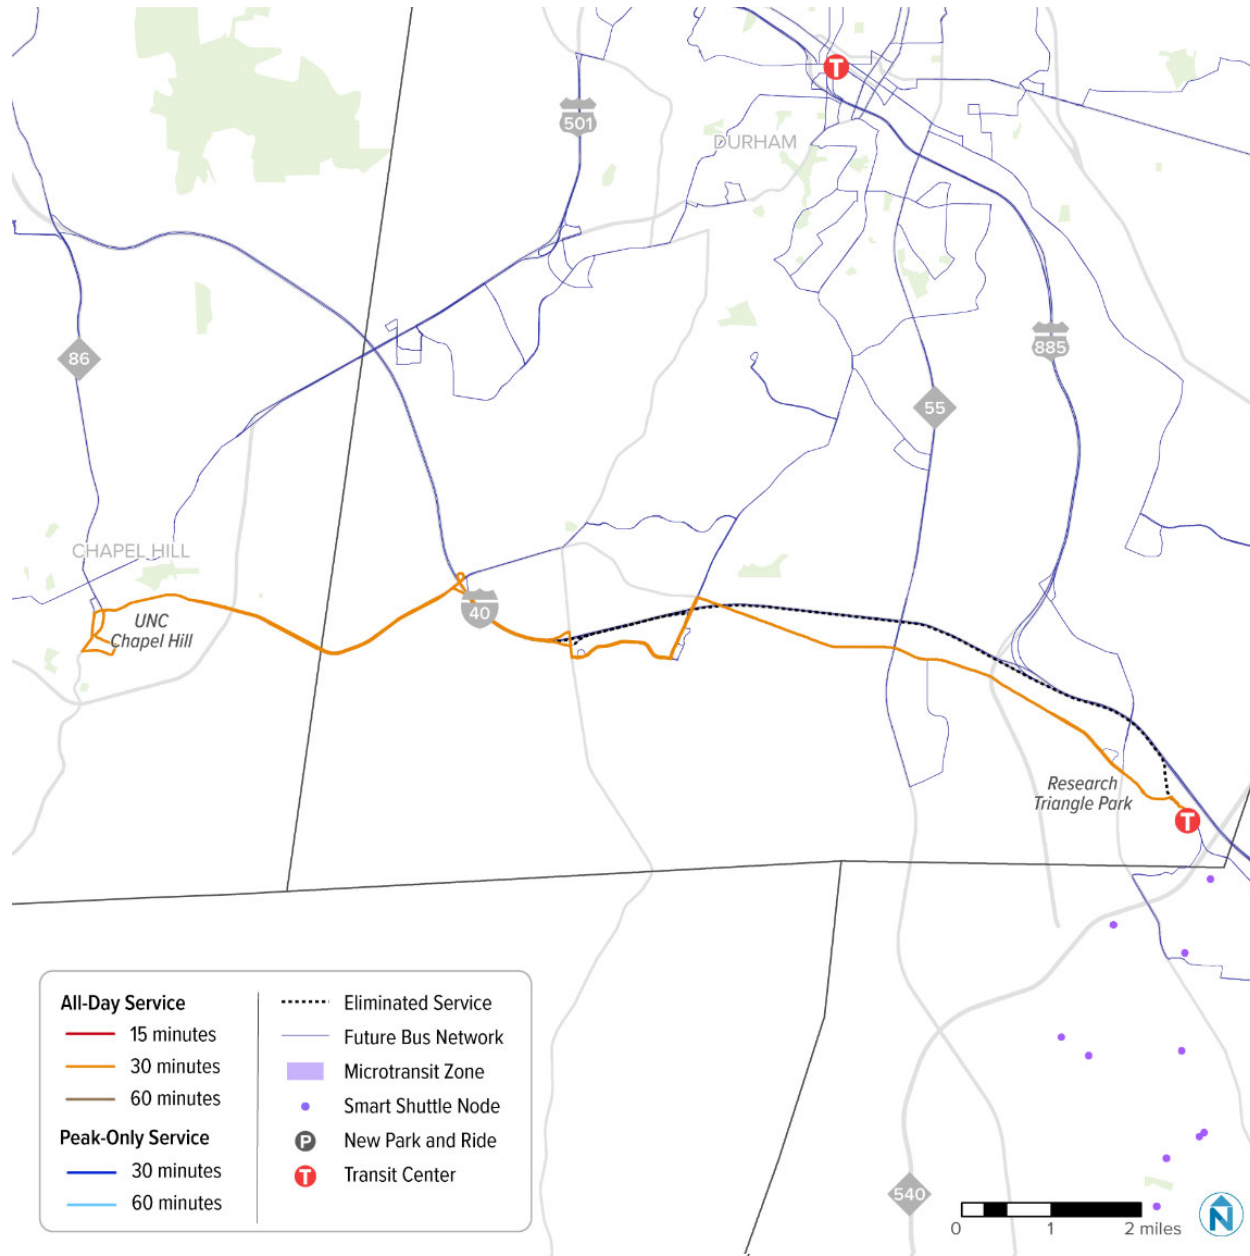 501
DURHAM
86
885
55
CHAPEL HILL
UNC
Chapel Hill
40
Research
Triangle Park
T
T
All-Day Service
15 minutes
30 minutes
60 minutes
Peak-Only Service
30 minutes
60 minutes
Eliminated Service
Future Bus Network
Microtransit Zone
Smart Shuttle Node
P New Park and Ride
T Transit Center
540
0 1 2 miles
N